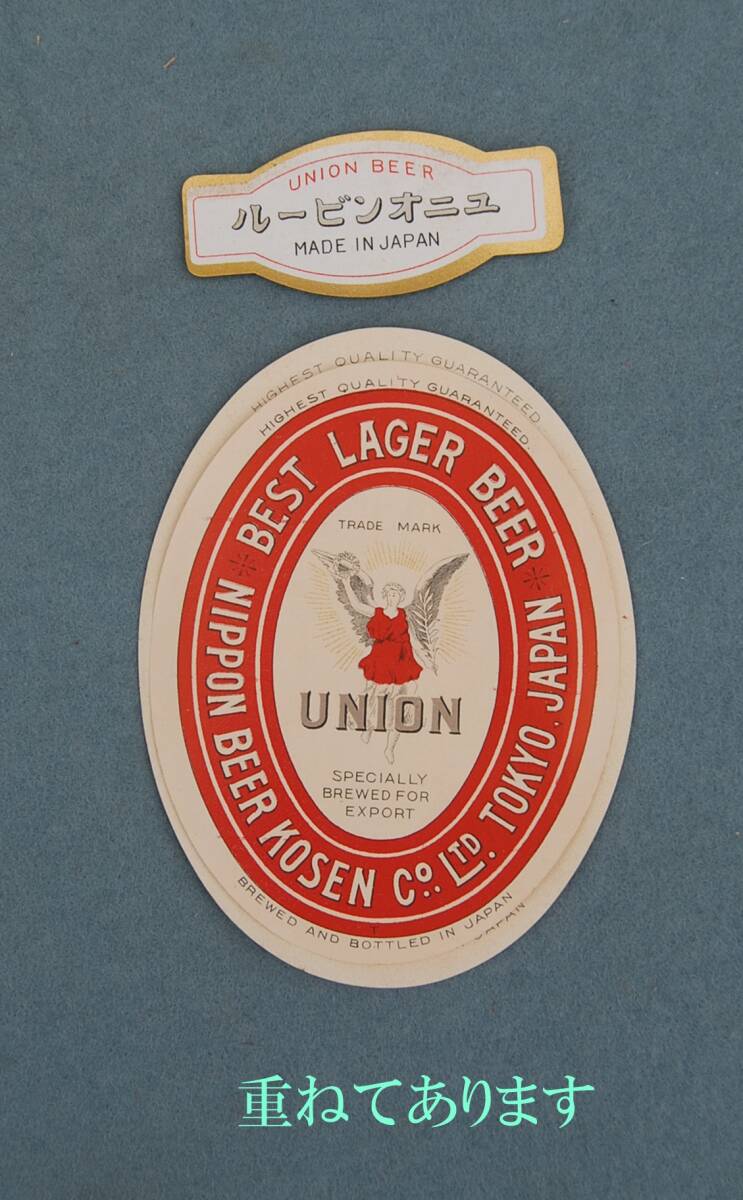 UNION BEER
ルービンオニユ
MADE IN JAPAN
HIGHEST QUALITY GUARANTEED
HIGHEST QUALITY GUARANTEED.
BEST LAGER BEER
NIPPON BEER KOSEN Co. LTD. TOKYO. JAPAN
TRADE MARK
UNION
SPECIALLY
BREWED FOR
EXPORT
T
BREWED AND BOTTLED IN JAPAN
JAPAN
重ねてあります